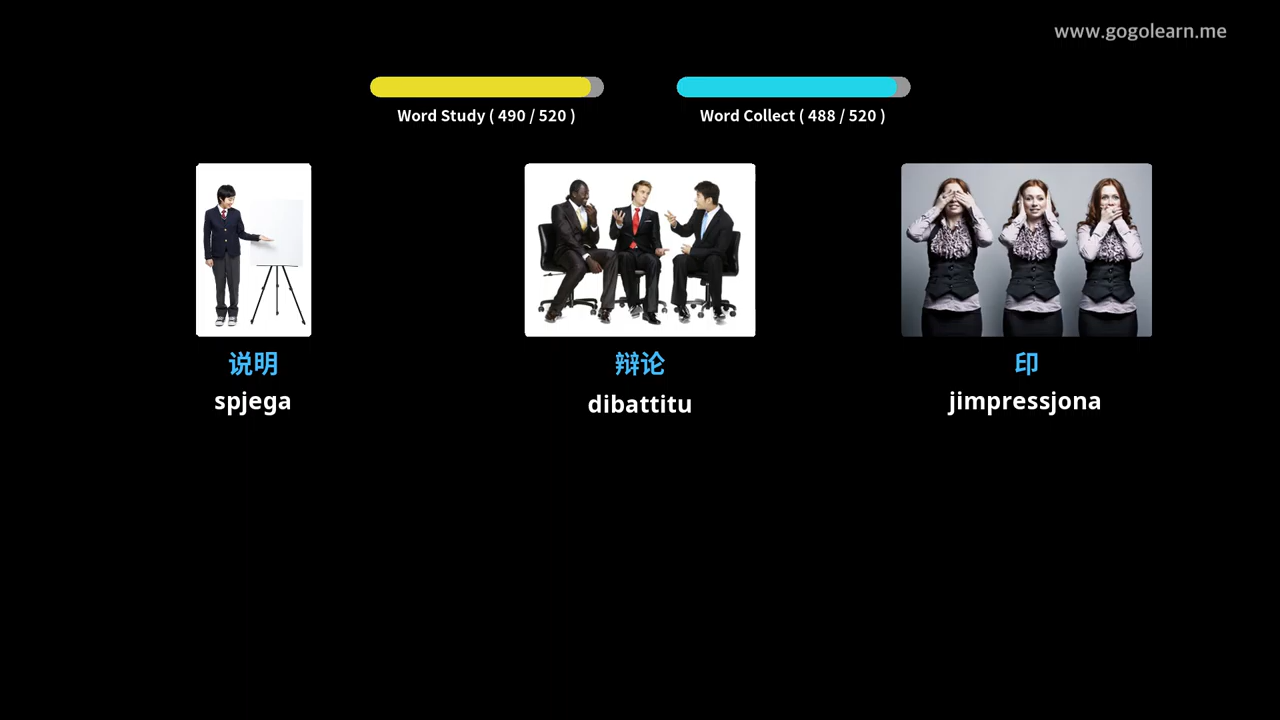 www.gogolearn.me
Word Study ( 490 / 520 )
Word Collect ( 488 / 520 )
说明
spjega
辩论
dibattitu
印
jimpressjona